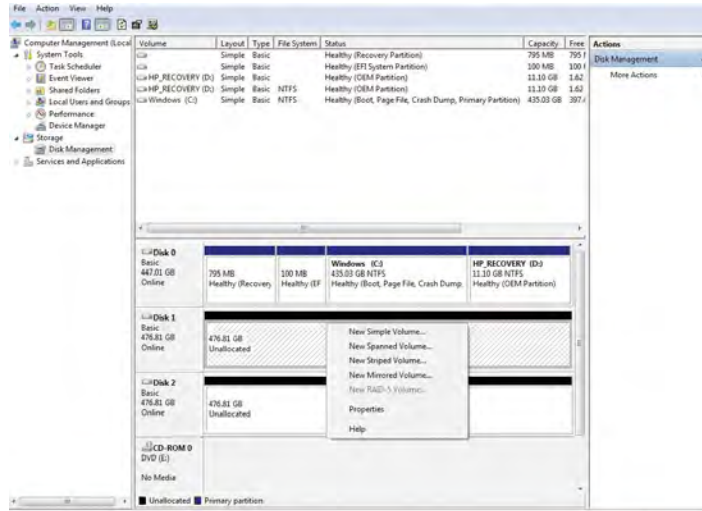 File Action View Help
Computer Management (Local
System Tools
Task Scheduler
Event Viewer
Shared Folders
Local Users and Groups
Performance
Device Manager
Storage
Disk Management
Services and Applications
Volume Layout Type File System Status Capacity Free
Simple Basic Healthy (Recovery Partition) 795 MB 795
Simple Basic Healthy (EFI System Partition) 100 MB 100
HP_RECOVERY (D:) Simple Basic Healthy (OEM Partition) 11.10 GB 1.62
HP_RECOVERY (D:) Simple Basic NTFS Healthy (OEM Partition) 11.10 GB 1.62
Windows (C:) Simple Basic NTFS Healthy (Boot, Page File, Crash Dump, Primary Partition) 435.03 GB 397.
Actions
Disk Management
More Actions
Disk 0
Basic
447.01 GB
Online
795 MB
Healthy (Recovery
100 MB
Healthy (EF
Windows (C:)
435.03 GB NTFS
Healthy (Boot, Page File, Crash Dump,
HP_RECOVERY (D:)
11.10 GB NTFS
Healthy (OEM Partition)
Disk 1
Basic
476.81 GB
Online
476.81 GB
Unallocated
New Simple Volume...
New Spanned Volume...
New Striped Volume...
New Mirrored Volume...
New RAID-5 Volume...
Properties
Help
Disk 2
Basic
476.81 GB
Online
476.81 GB
Unallocated
CD-ROM 0
DVD (E:)
No Media
Unallocated Primary partition